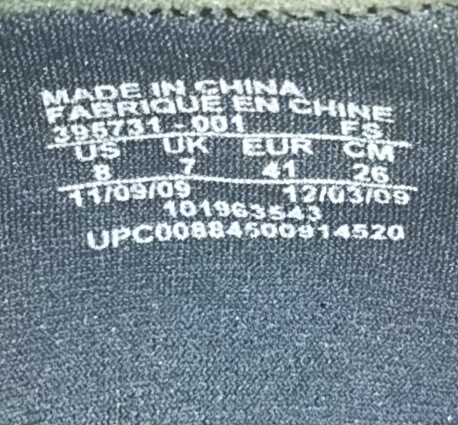 MADE IN CHINA
FABRIQUE EN CHINE
395731-001 FS
US UK EUR CM
8 7 41 26
11/09/09 12/03/09
101963543
UPC00884500914520